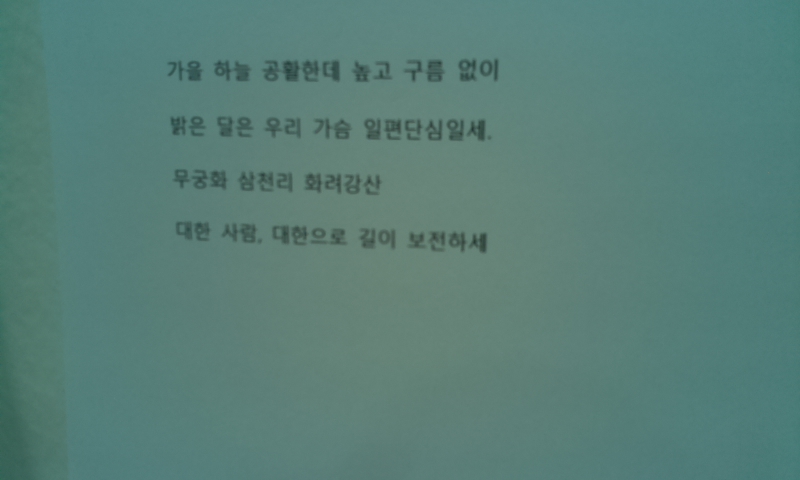 가을 하늘 공활한데 높고 구름 없이
밝은 달은 우리 가슴 일편단심일세.
무궁화 삼천리 화려강산
대한 사람, 대한으로 길이 보전하세